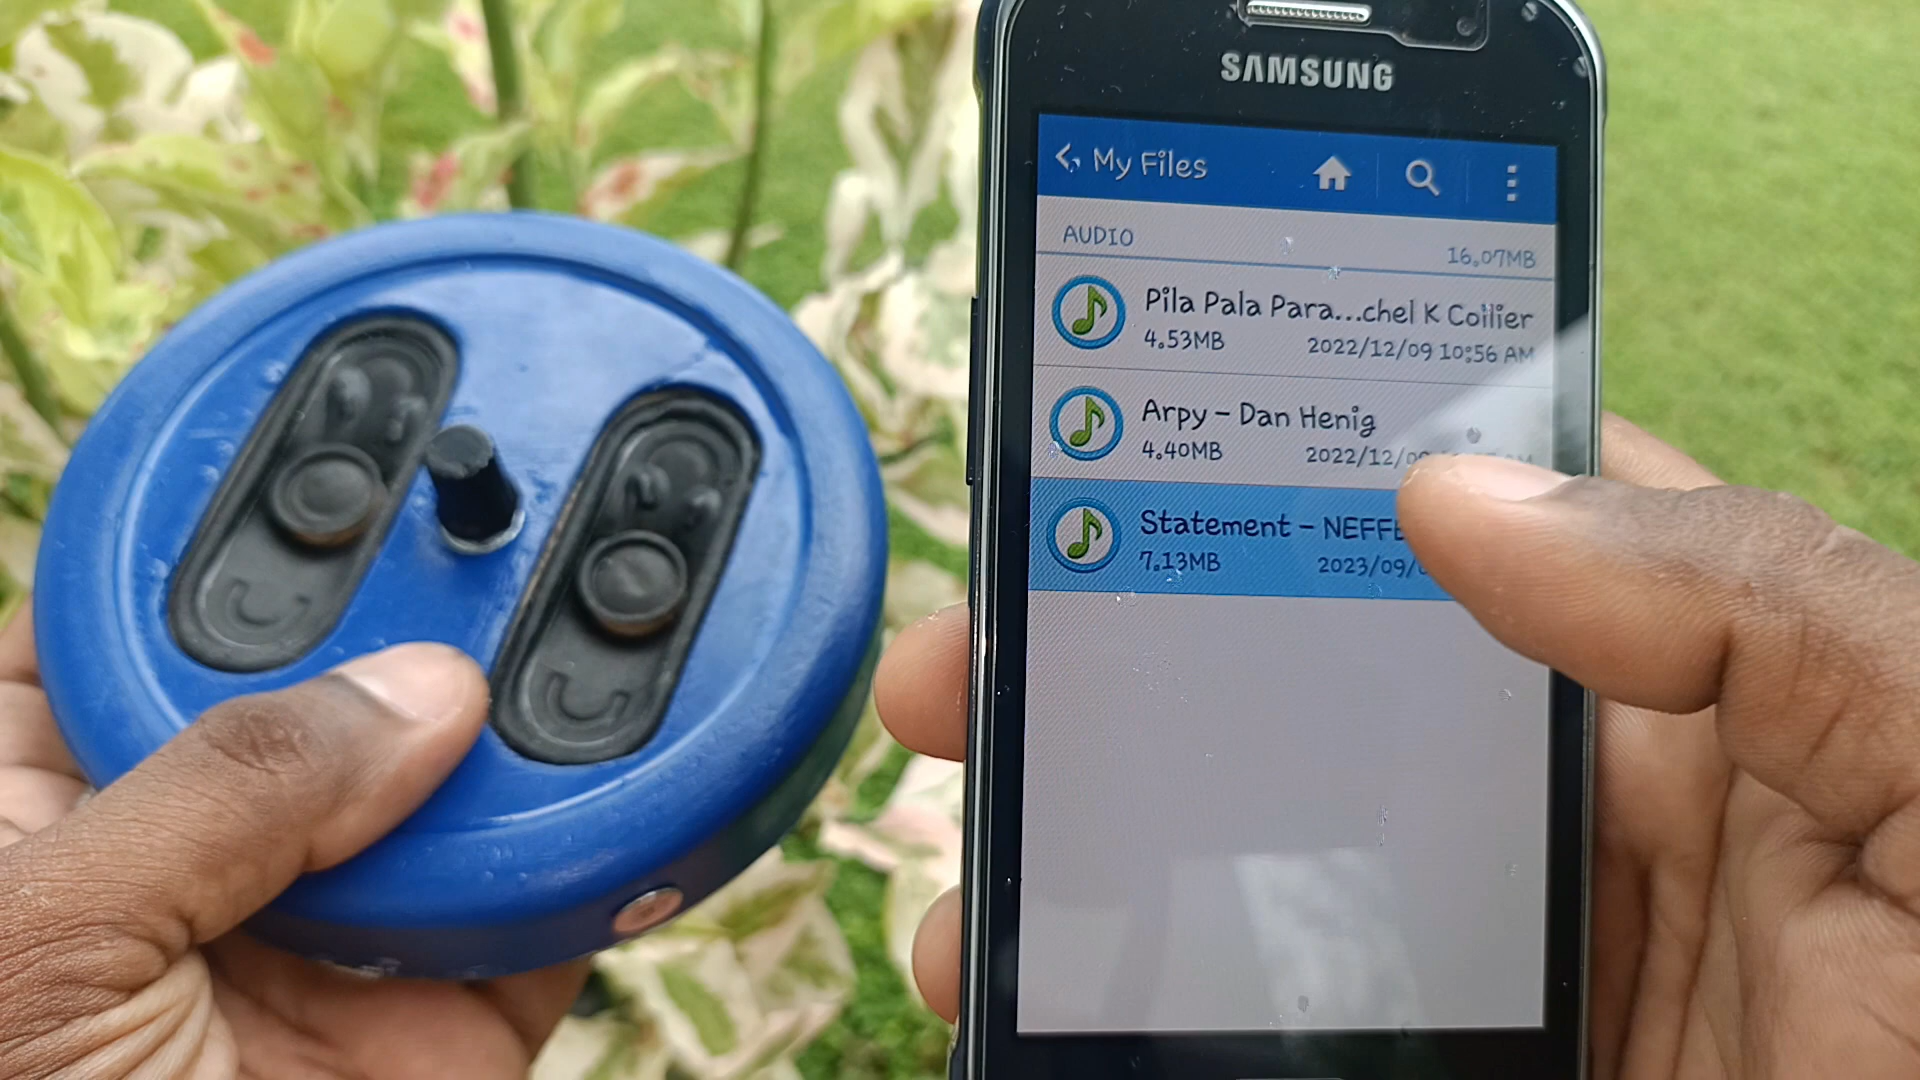 SAMSUNG
My Files
AUDIO
16.07MB
Pila Pala Para...chel K Collier
4.53MB 2022/12/09 10:56 AM
Arpy – Dan Henig
4.40MB
Statement – NEFFE
7.13MB